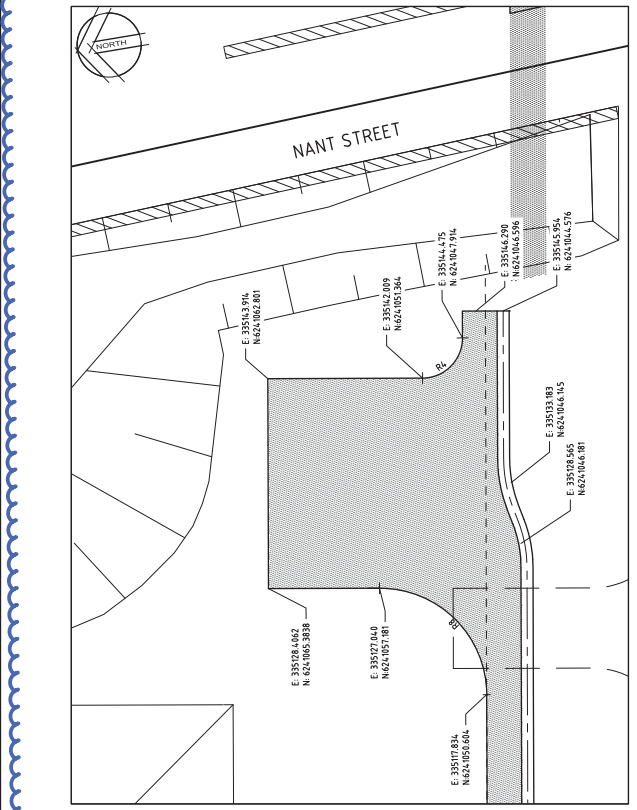 NORTH
NANT STREET
E: 335143.914
N:6241062.801
E: 335142.009
N:6241051.364
E: 335144.475
N: 6241047.914
E: 335146.290
N:6241046.596
E: 335145.954
N: 6241044.576
R4
E: 335133.183
N:6241046.145
E: 335128.565
N:6241046.181
E: 335128.4062
N: 6241065.3838
E: 335127.040
N:6241057.181
R8
E: 335117.834
N:6241050.604